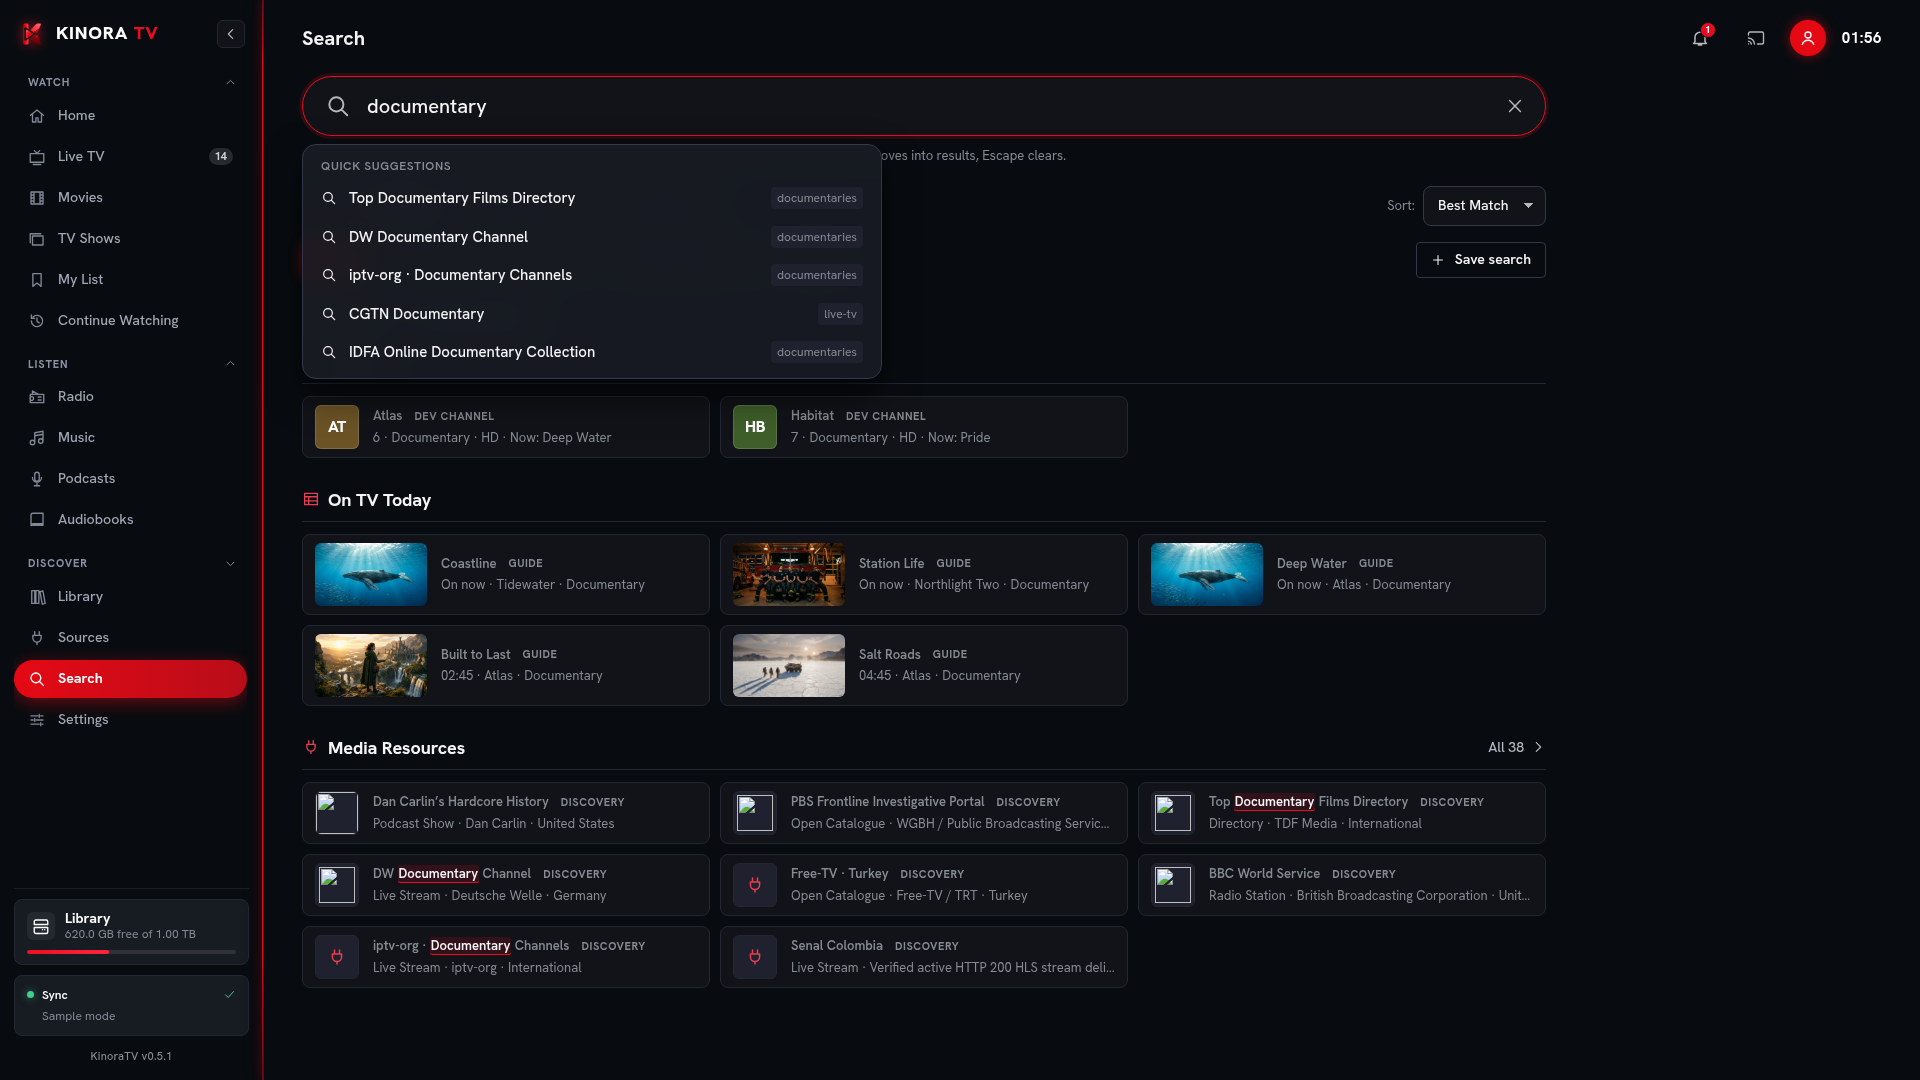 KINORA TV
WATCH
Home
Live TV 14
Movies
TV Shows
My List
Continue Watching
LISTEN
Radio
Music
Podcasts
Audiobooks
DISCOVER
Library
Sources
Search
Settings
Library
620.0 GB free of 1.00 TB
Sync
Sample mode
KinoraTV v0.5.1
Search
1
01:56
documentary
oves into results, Escape clears.
QUICK SUGGESTIONS
Top Documentary Films Directory documentaries
DW Documentary Channel documentaries
iptv-org · Documentary Channels documentaries
CGTN Documentary live-tv
IDFA Online Documentary Collection documentaries
Sort: Best Match
Save search
AT
Atlas DEV CHANNEL
6 · Documentary · HD · Now: Deep Water
HB
Habitat DEV CHANNEL
7 · Documentary · HD · Now: Pride
On TV Today
Coastline GUIDE
On now · Tidewater · Documentary
Station Life GUIDE
On now · Northlight Two · Documentary
Deep Water GUIDE
On now · Atlas · Documentary
Built to Last GUIDE
02:45 · Atlas · Documentary
Salt Roads GUIDE
04:45 · Atlas · Documentary
Media Resources
All 38
Dan Carlin’s Hardcore History DISCOVERY
Podcast Show · Dan Carlin · United States
PBS Frontline Investigative Portal DISCOVERY
Open Catalogue · WGBH / Public Broadcasting Servic...
Top Documentary Films Directory DISCOVERY
Directory · TDF Media · International
DW Documentary Channel DISCOVERY
Live Stream · Deutsche Welle · Germany
Free-TV · Turkey DISCOVERY
Open Catalogue · Free-TV / TRT · Turkey
BBC World Service DISCOVERY
Radio Station · British Broadcasting Corporation · Unit...
iptv-org · Documentary Channels DISCOVERY
Live Stream · iptv-org · International
Senal Colombia DISCOVERY
Live Stream · Verified active HTTP 200 HLS stream deli...